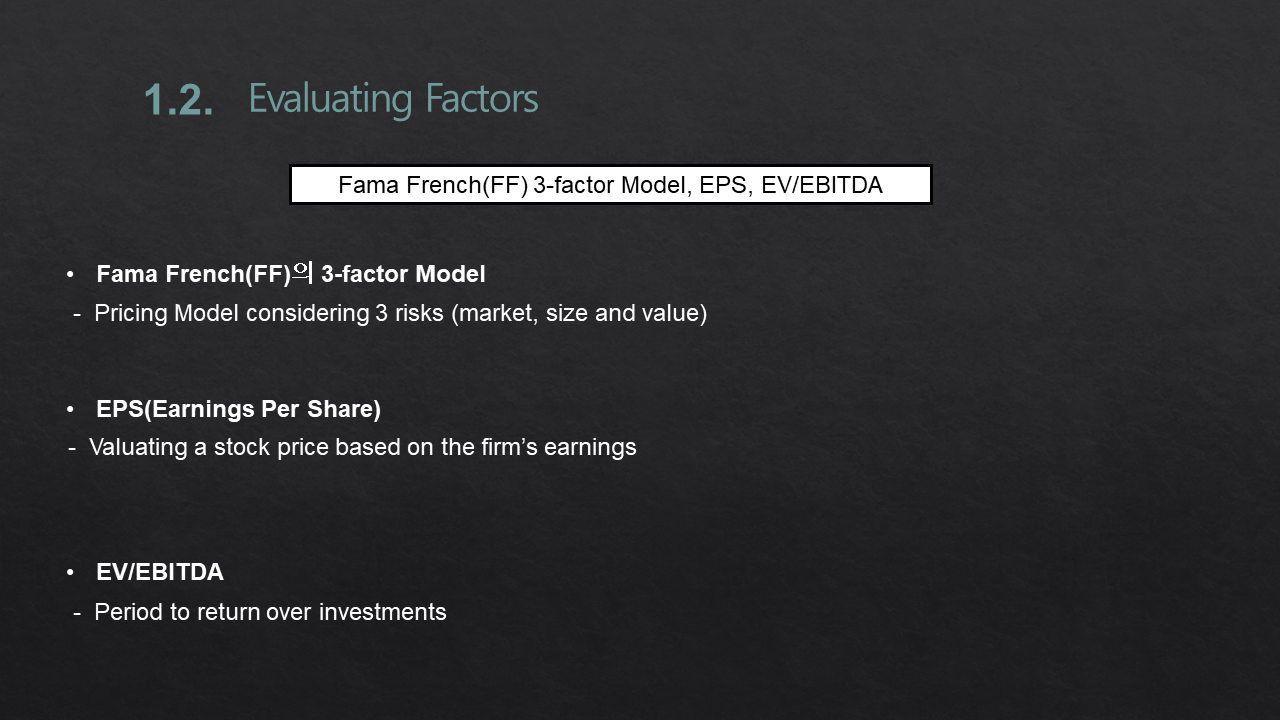 1.2. Evaluating Factors
Fama French(FF) 3-factor Model, EPS, EV/EBITDA
• Fama French(FF)의 3-factor Model
- Pricing Model considering 3 risks (market, size and value)
• EPS(Earnings Per Share)
- Valuating a stock price based on the firm’s earnings
• EV/EBITDA
- Period to return over investments